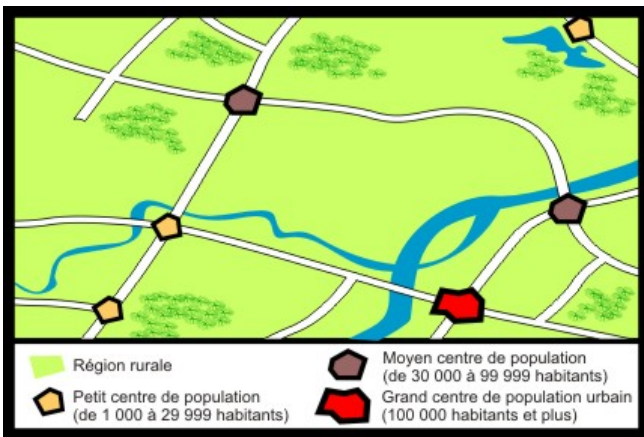 Région rurale
Petit centre de population
(de 1 000 à 29 999 habitants)
Moyen centre de population
(de 30 000 à 99 999 habitants)
Grand centre de population urbain
(100 000 habitants et plus)